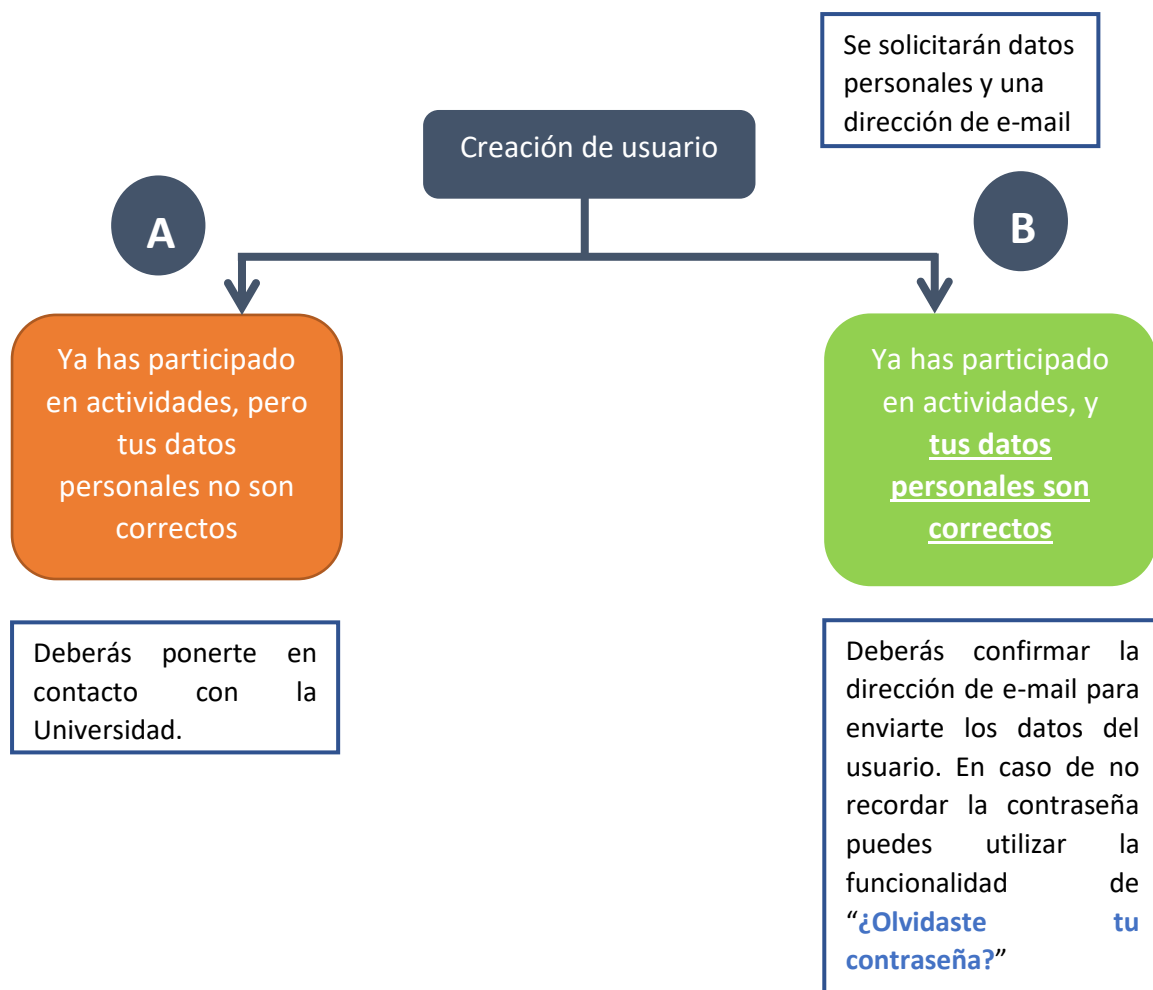 Se solicitarán datos
personales y una
dirección de e-mail
Creación de usuario
A
B
Ya has participado
en actividades, pero
tus datos
personales no son
correctos
Ya has participado
en actividades, y
tus datos
personales son
correctos
Deberás ponerte en
contacto con la
Universidad.
Deberás confirmar la
dirección de e-mail para
enviarte los datos del
usuario. En caso de no
recordar la contraseña
puedes utilizar la
funcionalidad de
“¿Olvidaste tu
contraseña?”